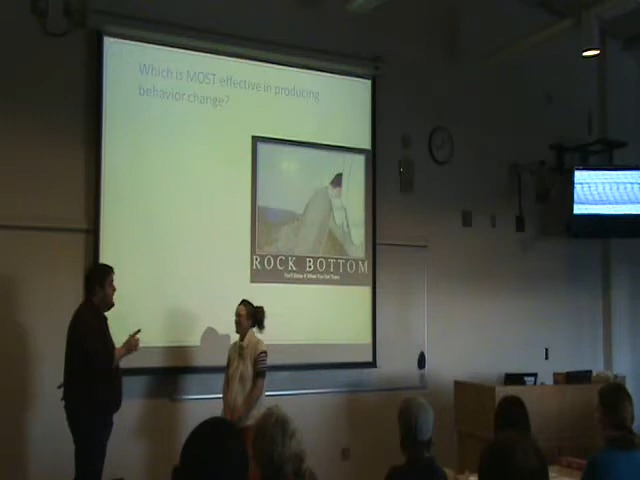 Which is MOST effective in producing
behavior change?
ROCK BOTTOM